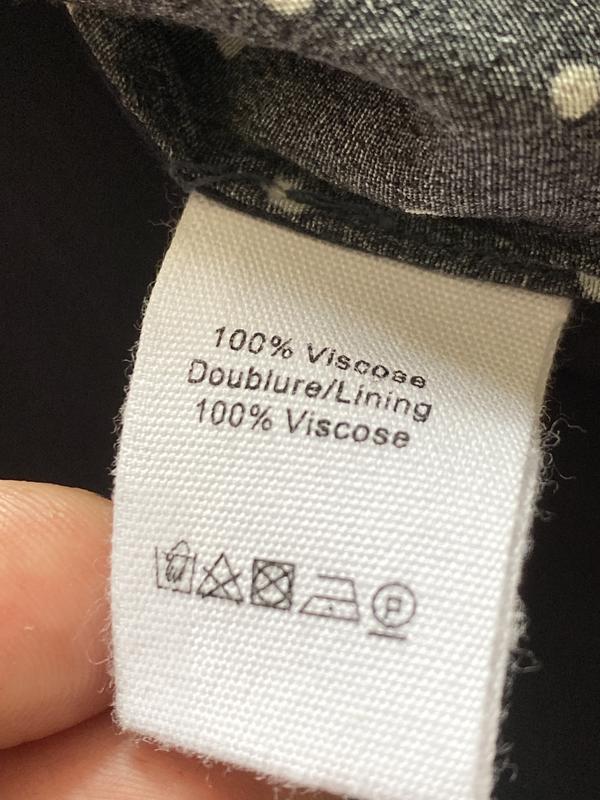 100% Viscose
Doublure/Lining
100% Viscose
P